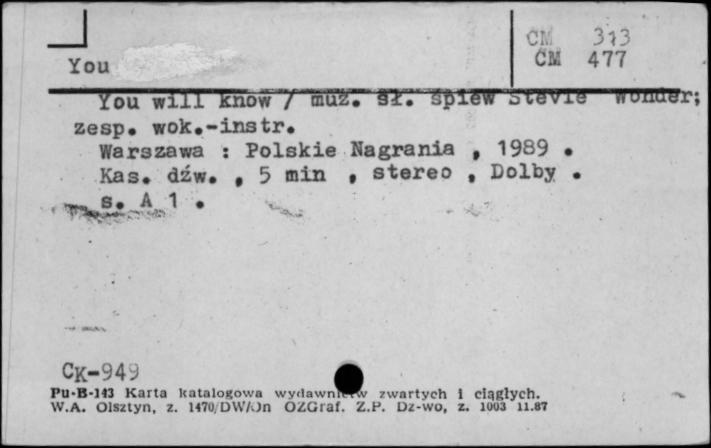 CM 313
CM 477
You
You will know / muz. sł. śpiew Stevie Wonder;
zesp. wok.-instr.
Warszawa : Polskie Nagrania , 1989 .
Kas. dźw. , 5 min , stereo , Dolby .
s. A 1 .
CK-949
Pu-B-143 Karta katalogowa wydawnictw zwartych i ciągłych.
W.A. Olsztyn, z. 1470/DW/Jn OZGraf. Z.P. Dz-wo, z. 1003 11.87